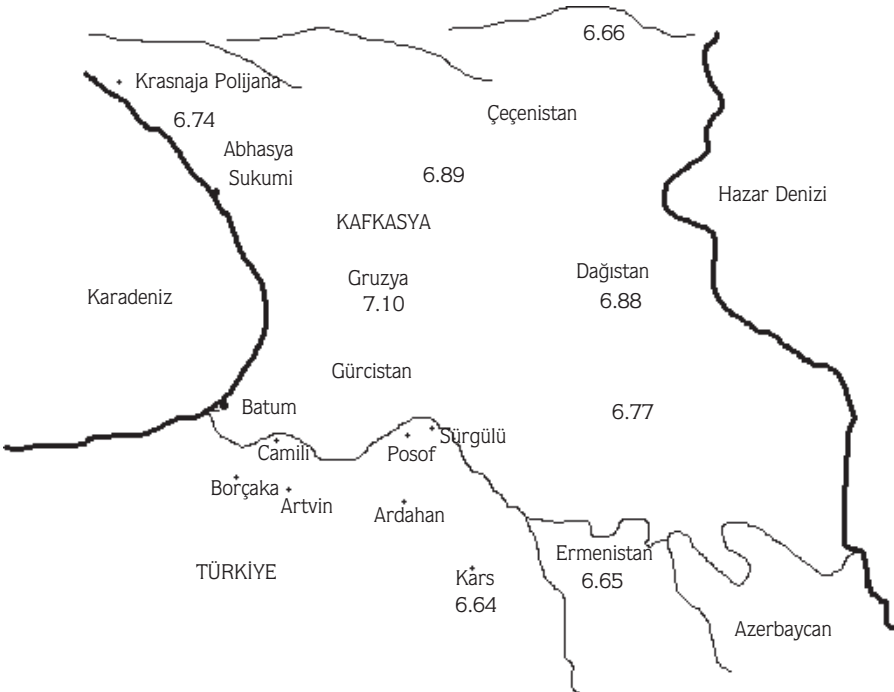 6.66
Krasnaja Polijana
6.74
Çeçenistan
Abhasya
Sukumi
6.89
Hazar Denizi
KAFKASYA
Gruzya
7.10
Dağıstan
6.88
Karadeniz
Gürcistan
Batum
6.77
Camili
Posof
Sürgülü
Borçaka
Artvin
Ardahan
TÜRKİYE
Kars
6.64
Ermenistan
6.65
Azerbaycan